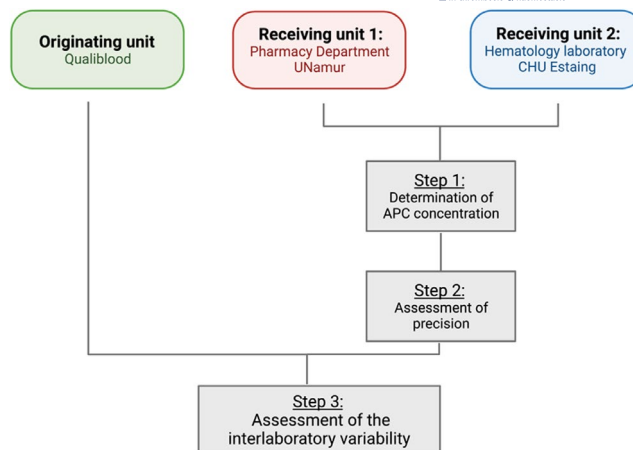 Originating unit
Qualiblood
Receiving unit 1:
Pharmacy Department
UNamur
Receiving unit 2:
Hematology laboratory
CHU Estaing
Step 1:
Determination of
APC concentration
Step 2:
Assessment of
precision
Step 3:
Assessment of the
interlaboratory variability